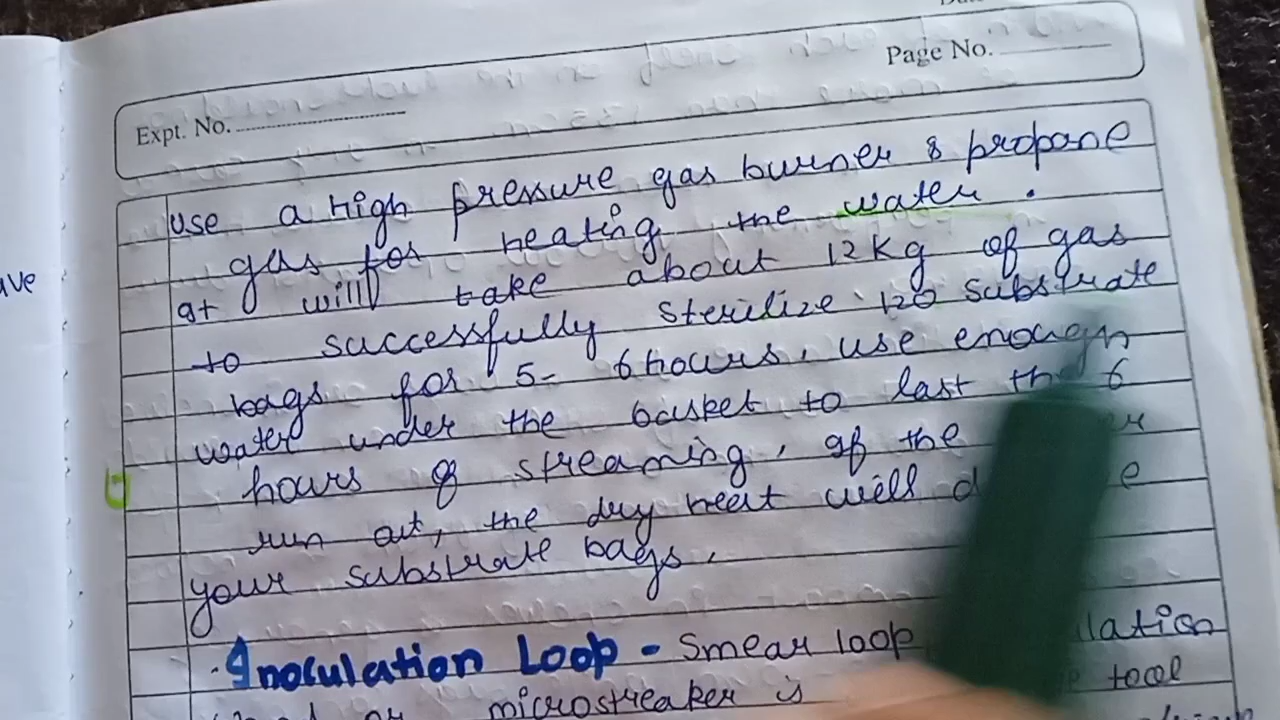 ave
Page No.
Expt. No.
use a high pressure gas burner & propane
gas for heating the water.
It will take about 12 Kg of gas
to successfully sterilize 120 substrate
bags for 5- 6 hours, use enough
water under the basket to last the 6
hours of streaming, If the
run out, the dry heat will
your substrate bags.
Inoculation Loop - Smear loop,
microstreaker is tool